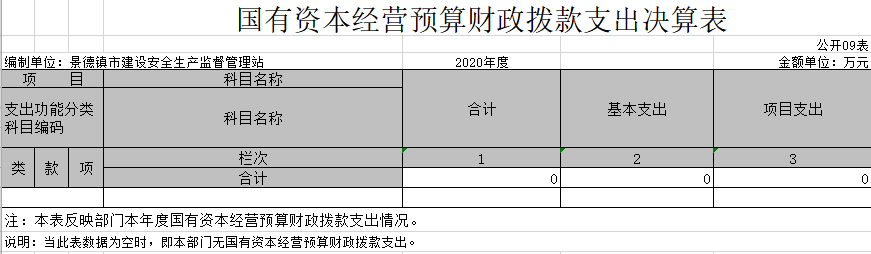 国有资本经营预算财政拨款支出决算表
公开09表
编制单位：景德镇市建设安全生产监督管理站 2020年度 金额单位：万元
项 目 科目名称
支出功能分类科目编码 科目名称 合计 基本支出 项目支出
类 款 项 栏次 1 2 3
合计 0 0 0
注：本表反映部门本年度国有资本经营预算财政拨款支出情况。
说明：当此表数据为空时，即本部门无国有资本经营预算财政拨款支出。